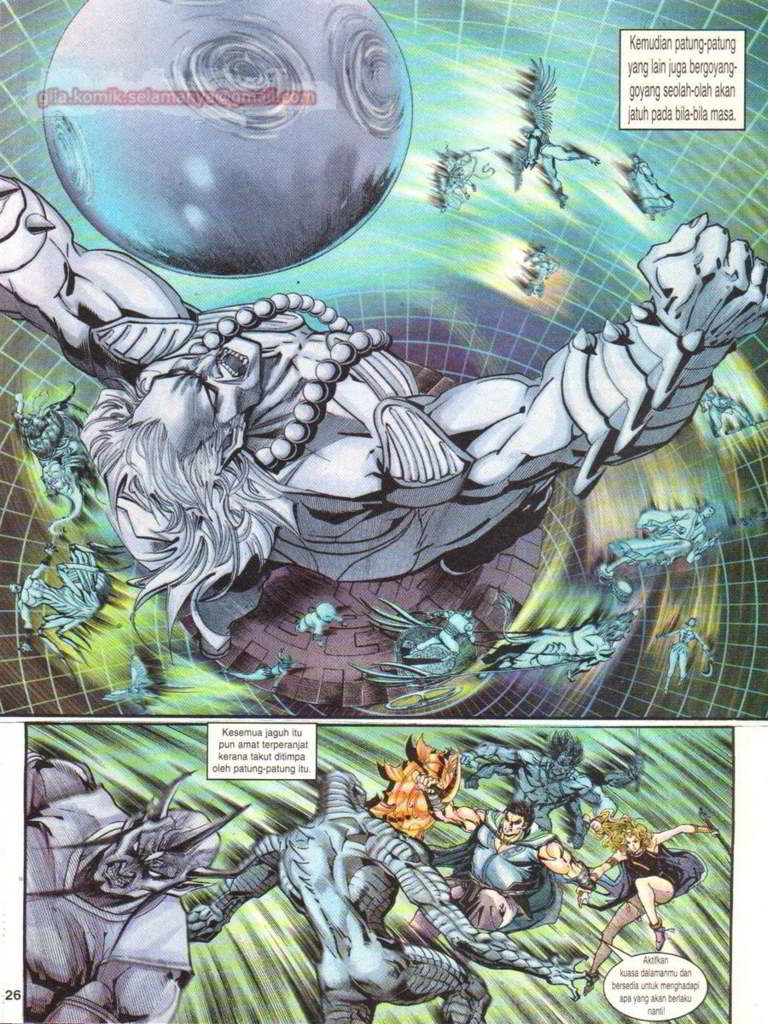 gila.komik.selamanya@gmail.com
Kemudian patung-patung
yang lain juga bergoyang-
goyang seolah-olah akan
jatuh pada bila-bila masa.
Kesemua jaguh itu
pun amat terperanjat
kerana takut ditimpa
oleh patung-patung itu.
Aktifkan
kuasa dalamanmu dan
bersedia untuk menghadapi
apa yang akan berlaku
nanti!
26